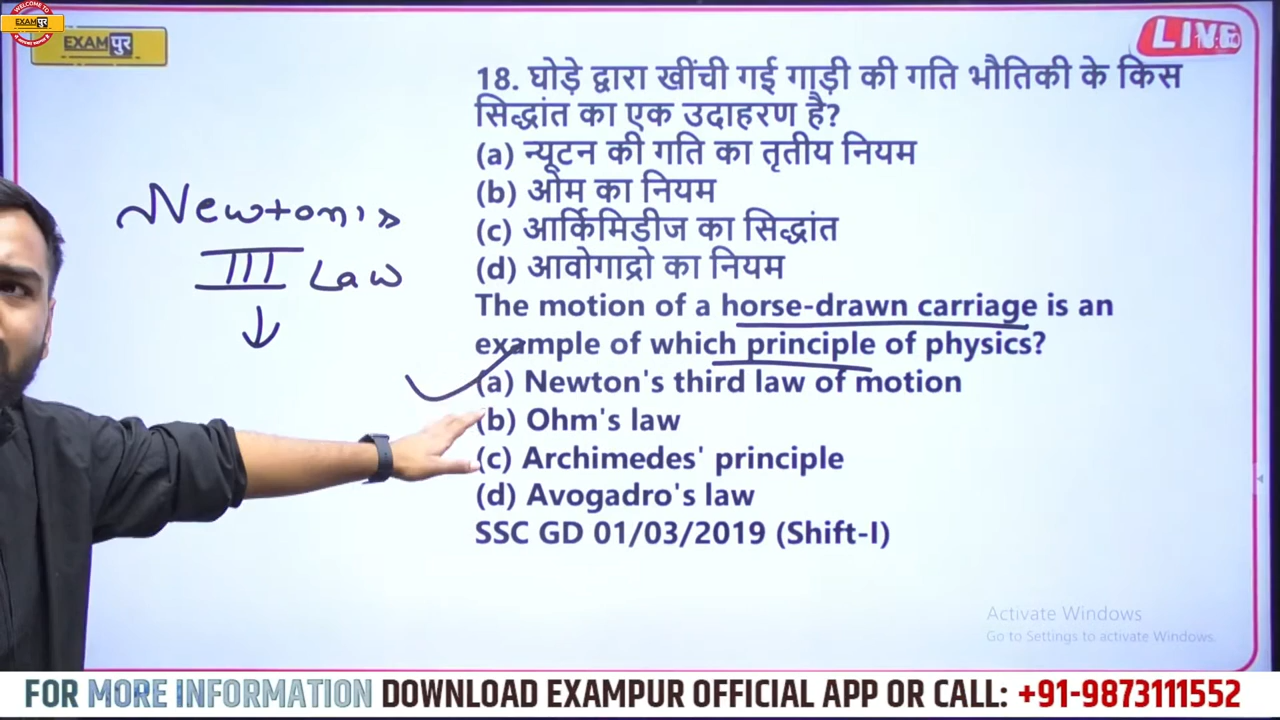 WELCOME TO
EXAMपुर
EXAMपुर
LIVE
18. घोड़े द्वारा खींची गई गाड़ी की गति भौतिकी के किस
सिद्धांत का एक उदाहरण है?
(a) न्यूटन की गति का तृतीय नियम
(b) ओम का नियम
(c) आर्किमिडीज का सिद्धांत
(d) आवोगाद्रो का नियम
Newton's
III Law
The motion of a horse-drawn carriage is an
example of which principle of physics?
(a) Newton's third law of motion
(b) Ohm's law
(c) Archimedes' principle
(d) Avogadro's law
SSC GD 01/03/2019 (Shift-I)
Activate Windows
Go to Settings to activate Windows.
FOR MORE INFORMATION DOWNLOAD EXAMPUR OFFICIAL APP OR CALL: +91-9873111552